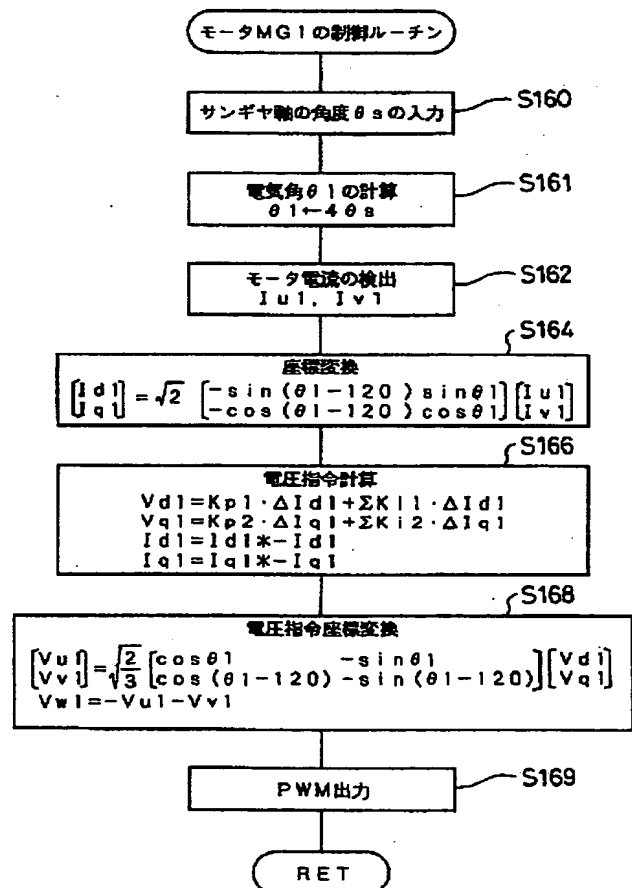 モータMG1の制御ルーチン
サンギヤ軸の角度θsの入力
S160
電気角θ1の計算
θ1←4θs
S161
モータ電流の検出
Iu1, Iv1
S162
S164
座標変換
[Id1] = √2 [-sin(θ1-120) sinθ1] [Iu1]
[Iq1] [-cos(θ1-120) cosθ1] [Iv1]
S166
電圧指令計算
Vd1=Kp1・ΔId1+ΣKi1・ΔId1
Vq1=Kp2・ΔIq1+ΣKi2・ΔIq1
Id1=Id1*-Id1
Iq1=Iq1*-Iq1
S168
電圧指令座標変換
[Vu1] = √2/3 [cosθ1 -sinθ1] [Vd1]
[Vv1] [cos(θ1-120) -sin(θ1-120)] [Vq1]
Vw1=-Vu1-Vv1
PWM出力
S169
RET